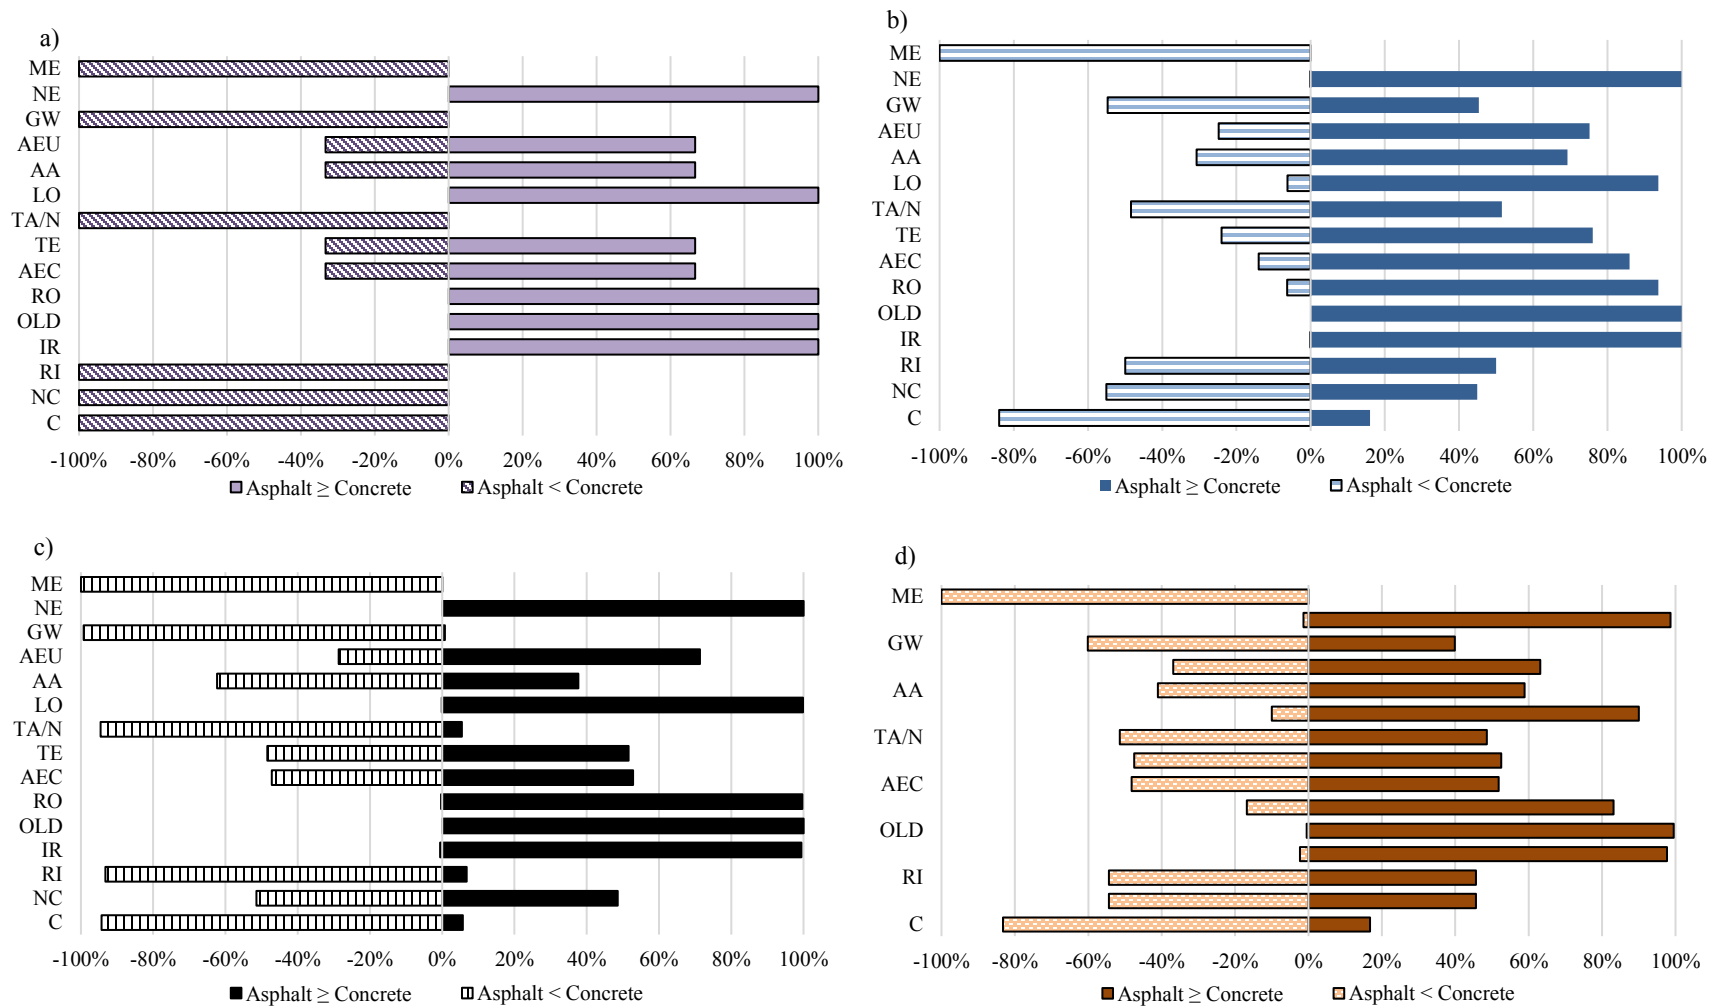 a)
ME
NE
GW
AEU
AA
LO
TA/N
TE
AEC
RO
OLD
IR
RI
NC
C
-100% -80% -60% -40% -20% 0% 20% 40% 60% 80% 100%
Asphalt ≥ Concrete Asphalt < Concrete
b)
ME
NE
GW
AEU
AA
LO
TA/N
TE
AEC
RO
OLD
IR
RI
NC
C
-100% -80% -60% -40% -20% 0% 20% 40% 60% 80% 100%
Asphalt ≥ Concrete Asphalt < Concrete
c)
ME
NE
GW
AEU
AA
LO
TA/N
TE
AEC
RO
OLD
IR
RI
NC
C
-100% -80% -60% -40% -20% 0% 20% 40% 60% 80% 100%
Asphalt ≥ Concrete Asphalt < Concrete
d)
ME
GW
AA
TA/N
AEC
OLD
RI
C
-100% -80% -60% -40% -20% 0% 20% 40% 60% 80% 100%
Asphalt ≥ Concrete Asphalt < Concrete